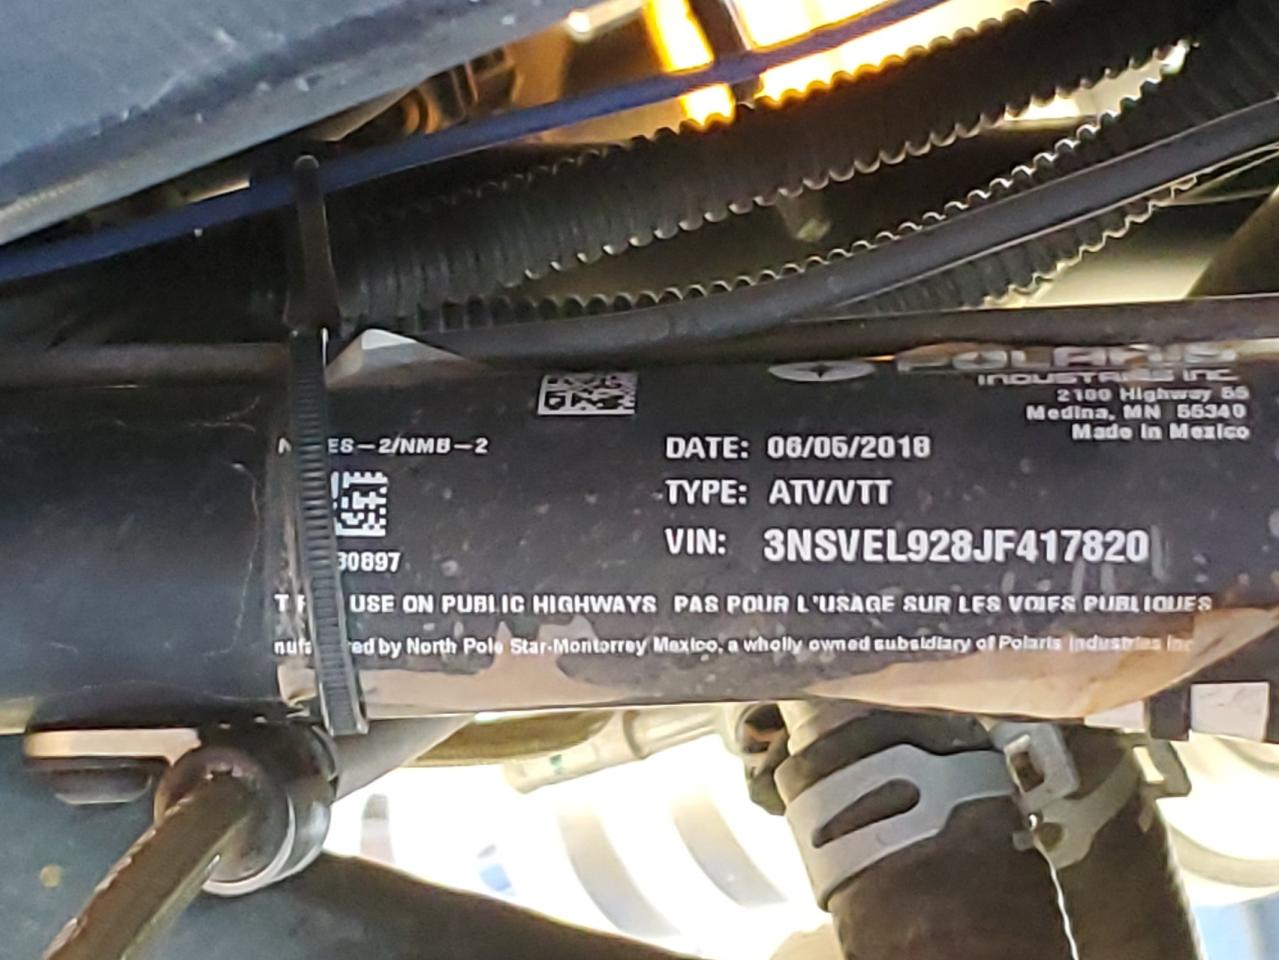 POLARIS
INDUSTRIES INC
2100 Highway 55
Medina, MN 55340
Made in Mexico
ES-2/NMB-2
DATE: 06/05/2018
TYPE: ATV/VTT
VIN: 3NSVEL928JF417820
30897
USE ON PUBLIC HIGHWAYS PAS POUR L'USAGE SUR LES VOIES PUBLIQUES
by North Pole Star-Monterrey Mexico, a wholly owned subsidiary of Polaris Industries Inc